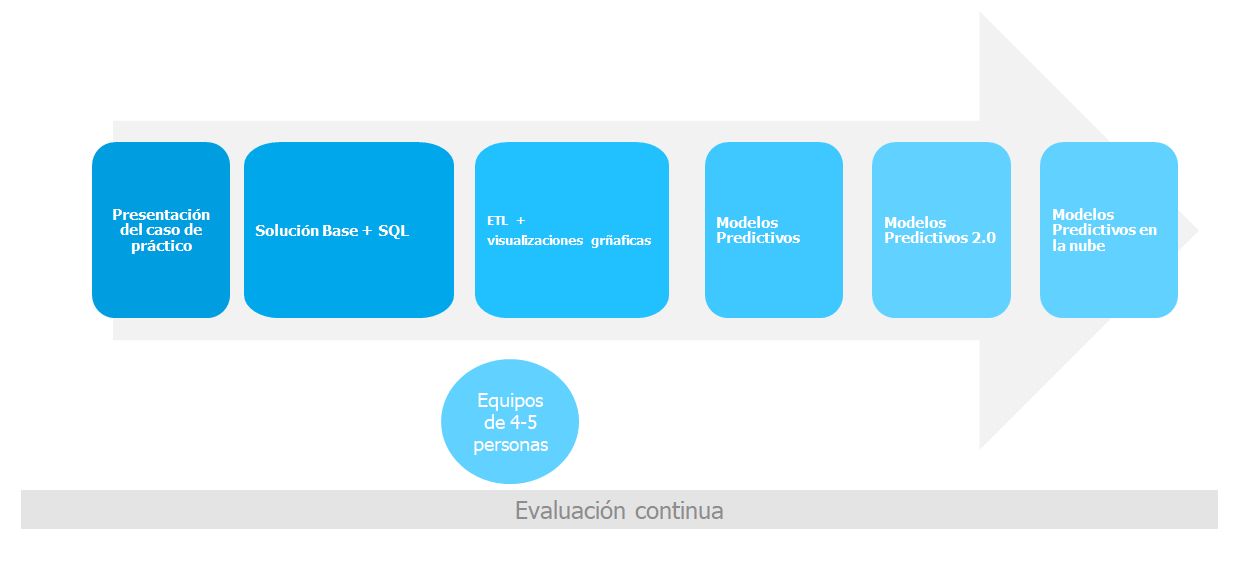 Presentación
del caso de
práctico
Solución Base + SQL
ETL +
visualizaciones grñaficas
Modelos
Predictivos
Modelos
Predictivos 2.0
Modelos
Predictivos en
la nube
Equipos
de 4-5
personas
Evaluación continua